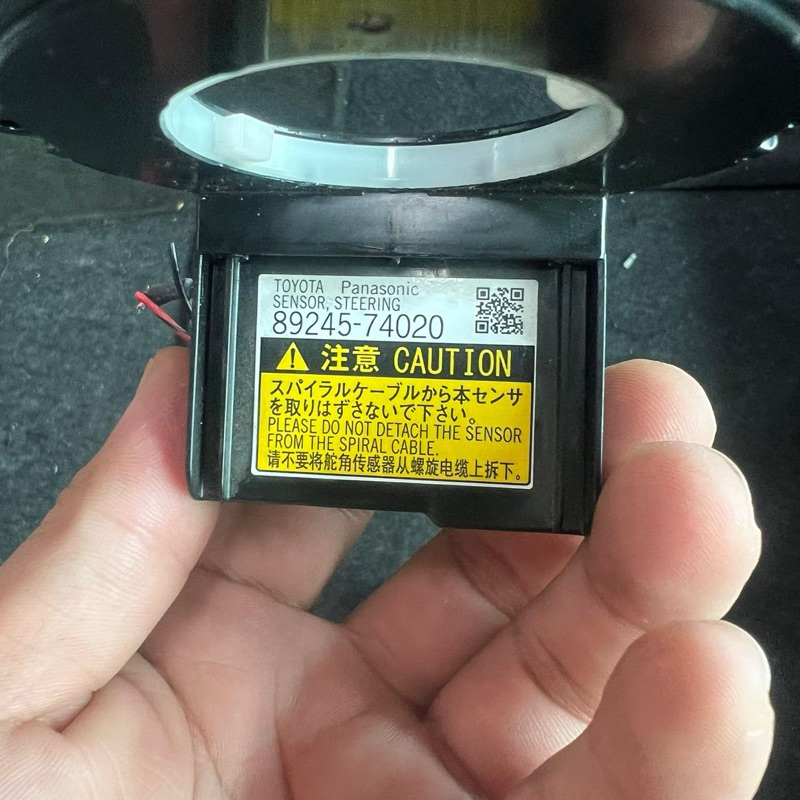 TOYOTA Panasonic
SENSOR, STEERING
89245-74020
注意 CAUTION
スパイラルケーブルから本センサ
を取りはずさないで下さい。
PLEASE DO NOT DETACH THE SENSOR
FROM THE SPIRAL CABLE.
请不要将舵角传感器从螺旋电缆上拆下。